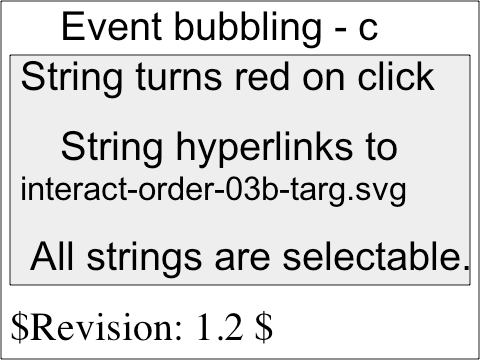 Event bubbling - c
String turns red on click
String hyperlinks to
interact-order-03b-targ.svg
All strings are selectable.
$Revision: 1.2 $